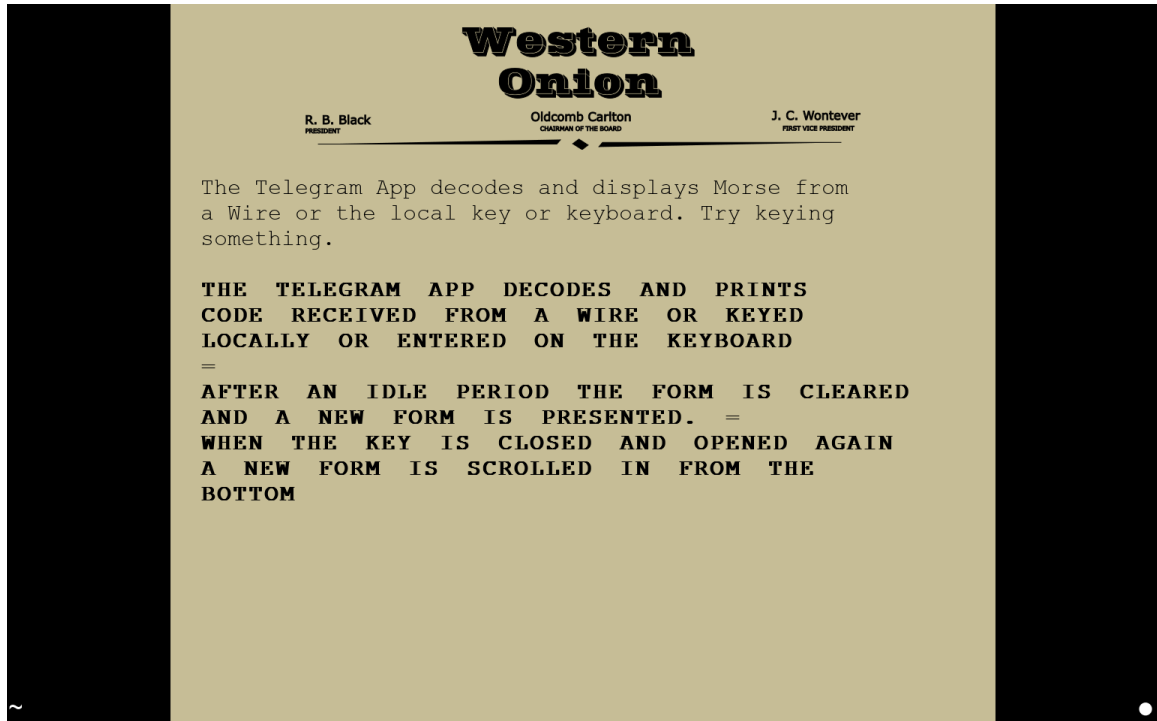 Western
Onion
R. B. Black
PRESIDENT
Oldcomb Carlton
CHAIRMAN OF THE BOARD
J. C. Wontever
FIRST VICE PRESIDENT
The Telegram App decodes and displays Morse from
a Wire or the local key or keyboard. Try keying
something.
THE TELEGRAM APP DECODES AND PRINTS
CODE RECEIVED FROM A WIRE OR KEYED
LOCALLY OR ENTERED ON THE KEYBOARD
=
AFTER AN IDLE PERIOD THE FORM IS CLEARED
AND A NEW FORM IS PRESENTED. =
WHEN THE KEY IS CLOSED AND OPENED AGAIN
A NEW FORM IS SCROLLED IN FROM THE
BOTTOM
~